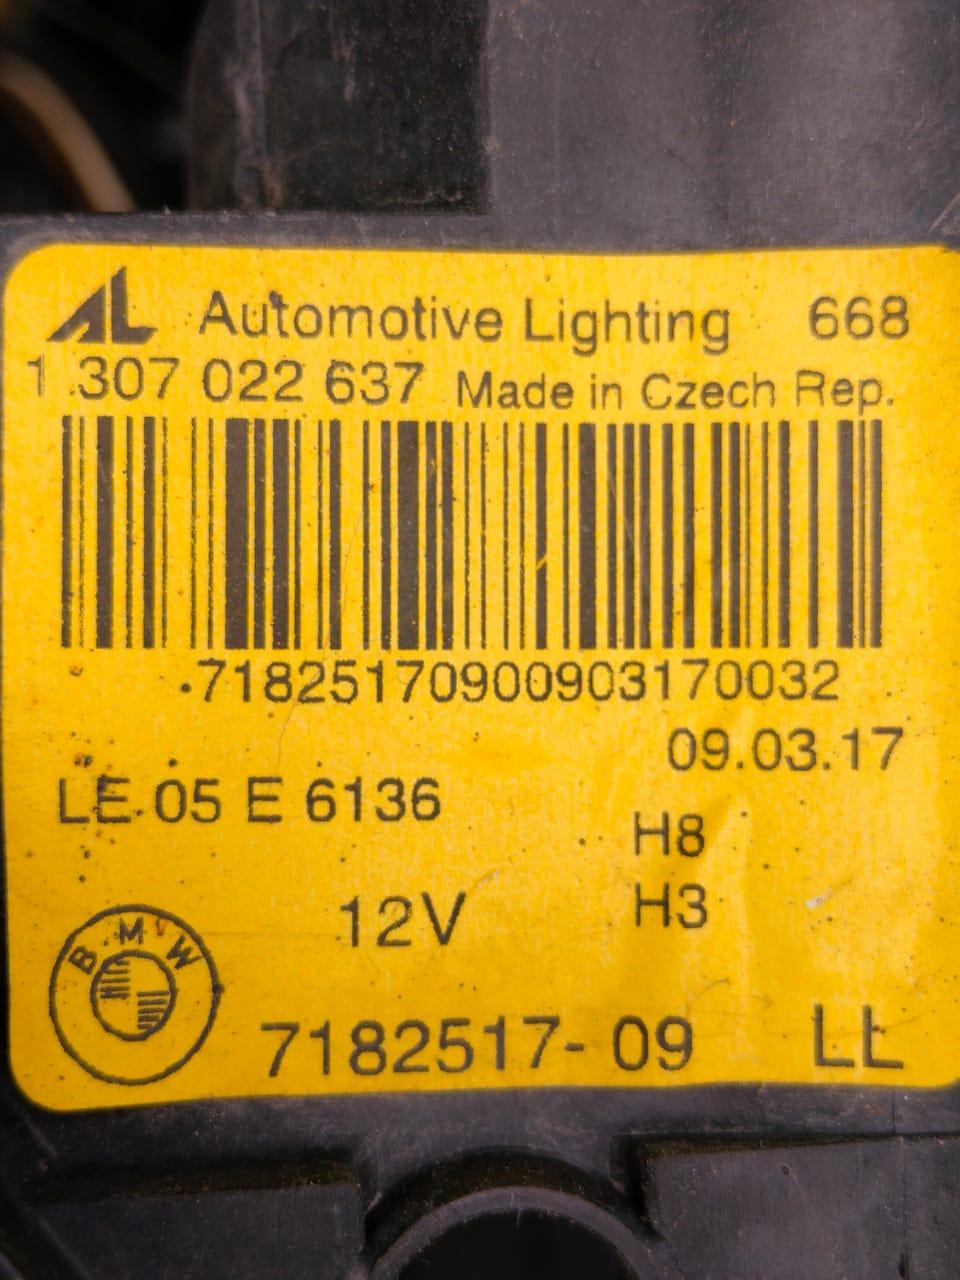 AL Automotive Lighting 668
1 307 022 637 Made in Czech Rep.
71825170900903170032
09.03.17
LE 05 E 6136
H8
12V H3
BMW
7182517- 09 LL